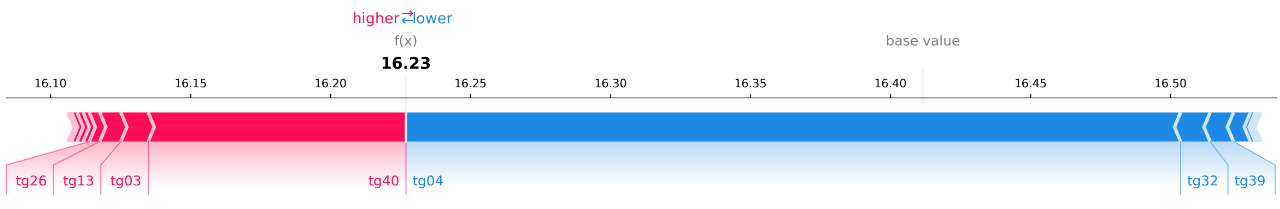 higher⇄lower
f(x)
base value
16.23
16.10 16.15 16.20 16.25 16.30 16.35 16.40 16.45 16.50
tg26 tg13 tg03 tg40 tg04 tg32 tg39